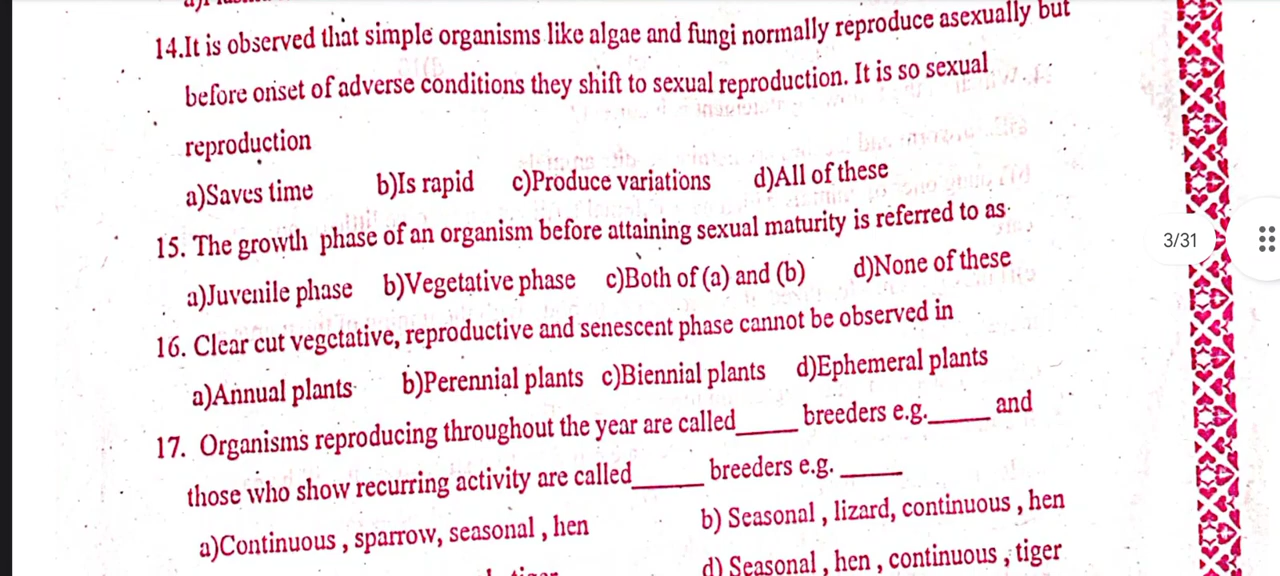 14.It is observed that simple organisms like algae and fungi normally reproduce asexually but
before onset of adverse conditions they shift to sexual reproduction. It is so sexual
reproduction
a)Saves time b)Is rapid c)Produce variations d)All of these
15. The growth phase of an organism before attaining sexual maturity is referred to as
a)Juvenile phase b)Vegetative phase c)Both of (a) and (b) d)None of these
3/31
16. Clear cut vegetative, reproductive and senescent phase cannot be observed in
a)Annual plants b)Perennial plants c)Biennial plants d)Ephemeral plants
17. Organisms reproducing throughout the year are called_____ breeders e.g._____ and
those who show recurring activity are called_____ breeders e.g. _____
a)Continuous , sparrow, seasonal , hen b) Seasonal , lizard, continuous , hen
d) Seasonal , hen , continuous , tiger